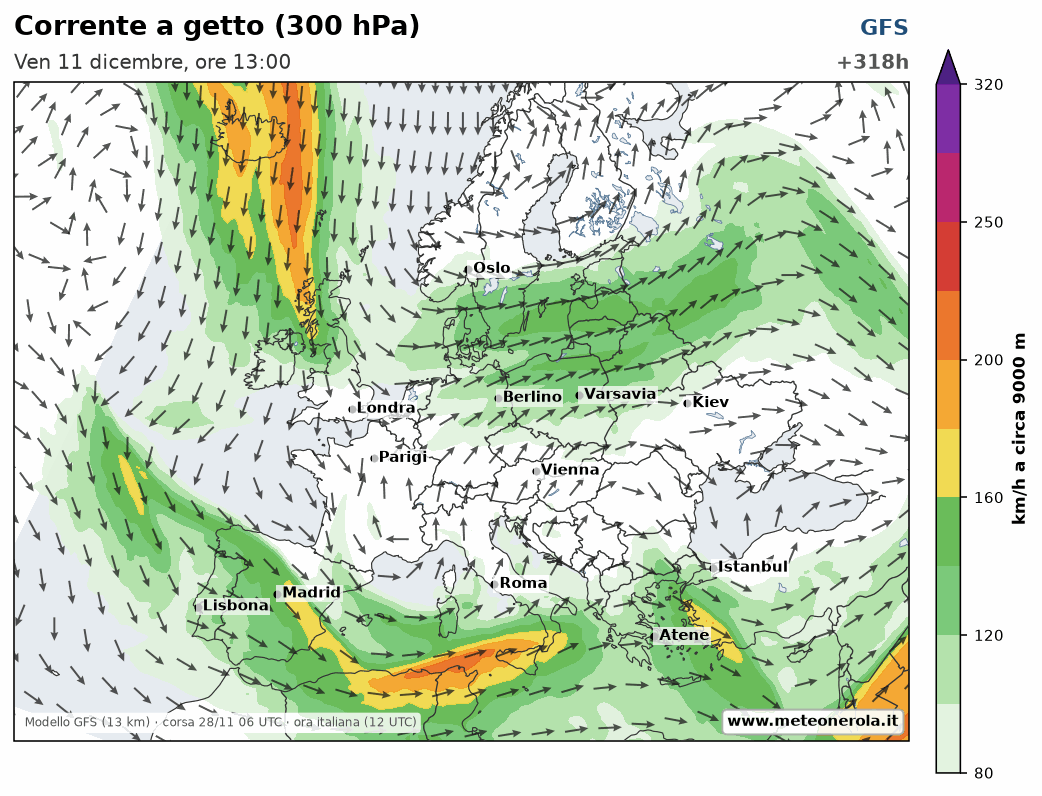 Corrente a getto (300 hPa)
GFS
Ven 11 dicembre, ore 13:00
+318h
320
250
200
160
120
80
km/h a circa 9000 m
Oslo
Berlino
Varsavia
Kiev
Londra
Parigi
Vienna
Istanbul
Roma
Madrid
Lisbona
Atene
Modello GFS (13 km) · corsa 28/11 06 UTC · ora italiana (12 UTC)
www.meteonerola.it